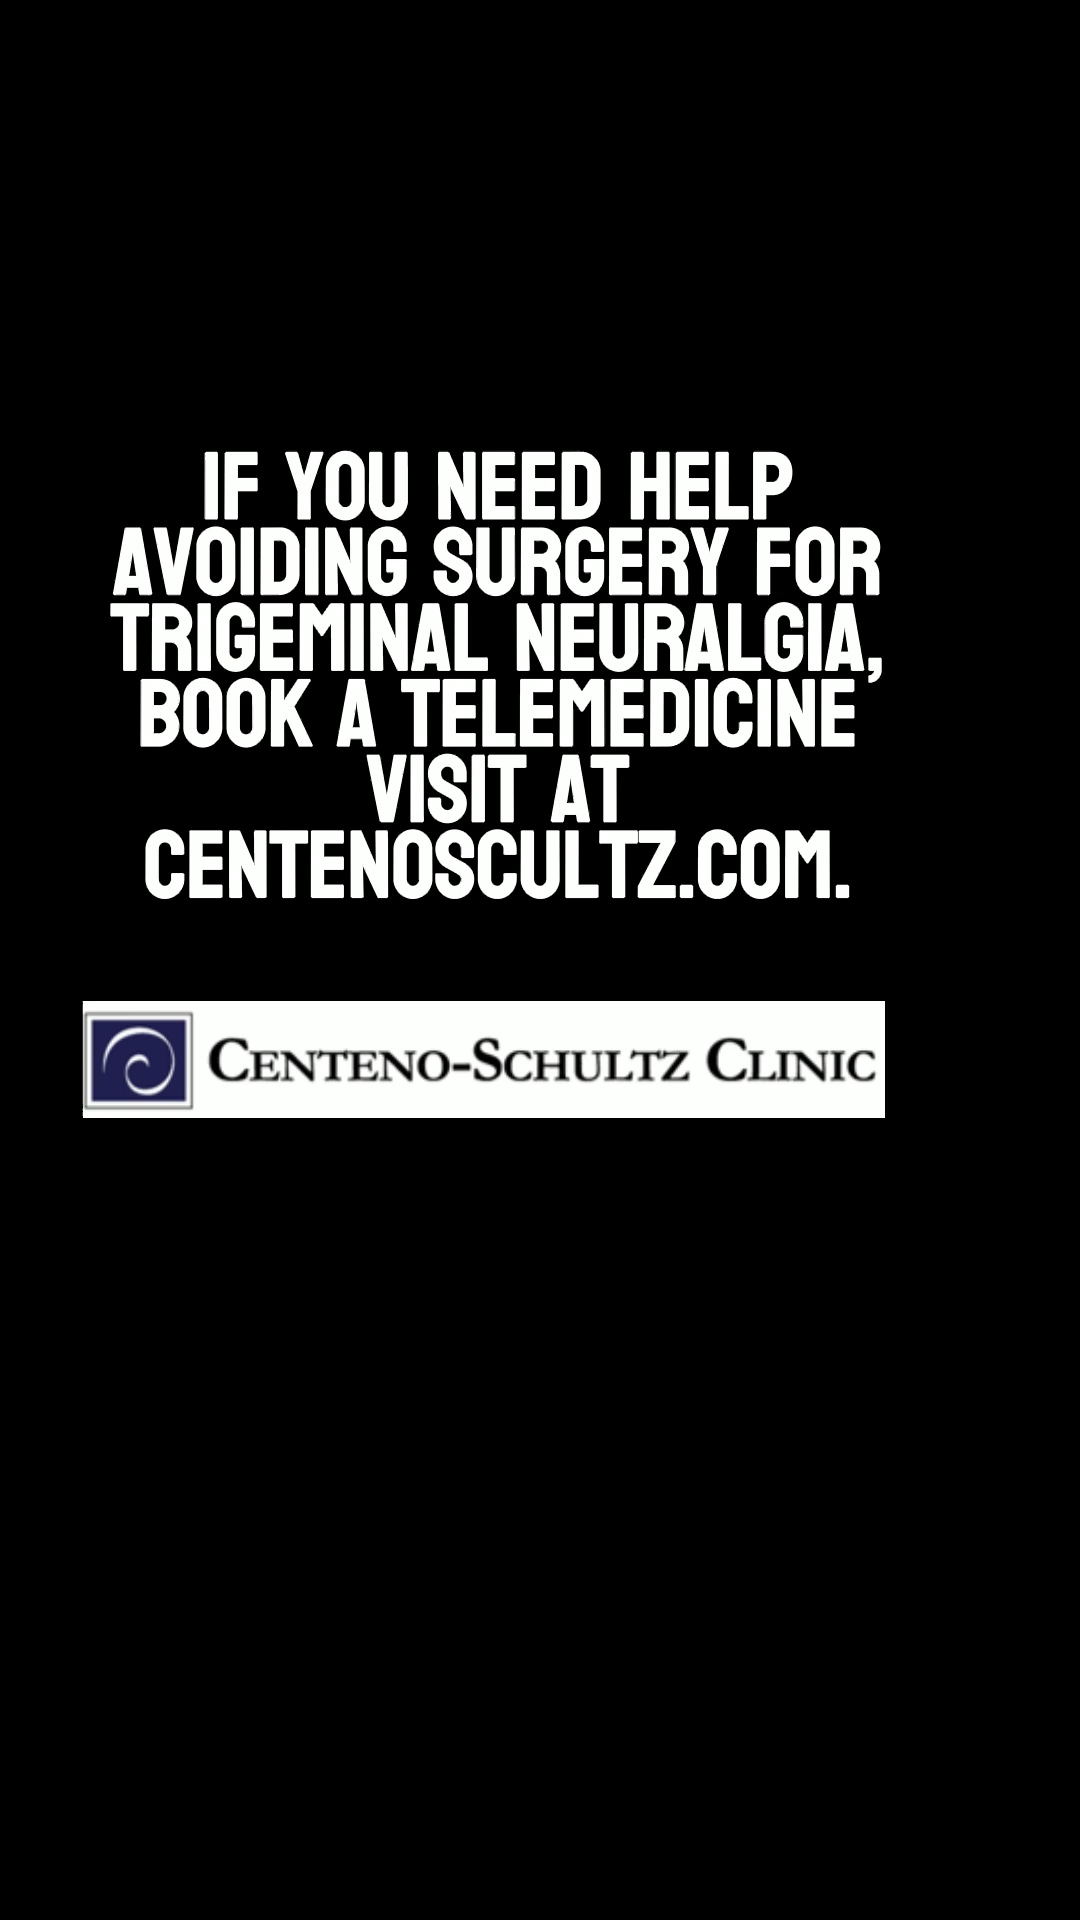 IF YOU NEED HELP
AVOIDING SURGERY FOR
TRIGEMINAL NEURALGIA,
BOOK A TELEMEDICINE
VISIT AT
CENTENOSCULTZ.COM.
CENTENO-SCHULTZ CLINIC